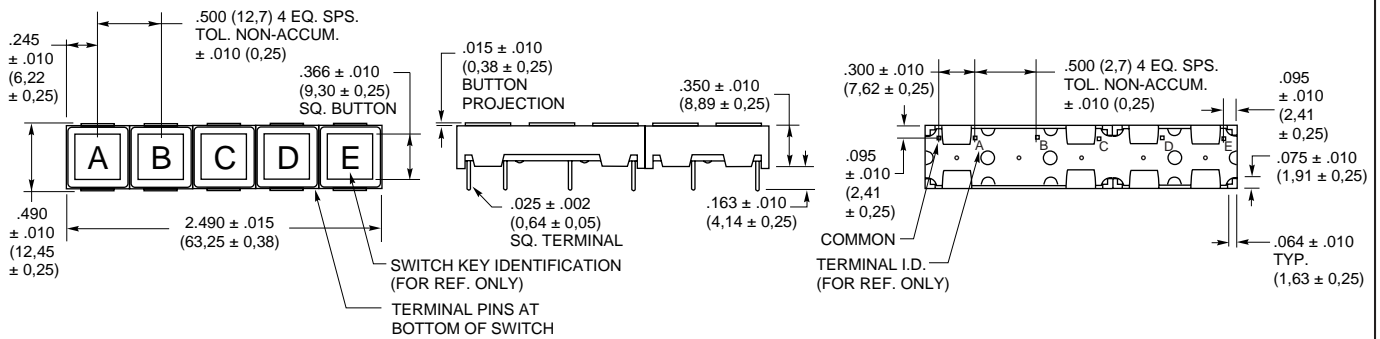 .500 (12,7) 4 EQ. SPS.
TOL. NON-ACCUM.
± .010 (0,25)
.245
± .010
(6,22
± 0,25)
.366 ± .010
(9,30 ± 0,25)
SQ. BUTTON
A B C D E
.490
± .010
(12,45
± 0,25)
2.490 ± .015
(63,25 ± 0,38)
SWITCH KEY IDENTIFICATION
(FOR REF. ONLY)
TERMINAL PINS AT
BOTTOM OF SWITCH
.015 ± .010
(0,38 ± 0,25)
BUTTON
PROJECTION
.350 ± .010
(8,89 ± 0,25)
.025 ± .002
(0,64 ± 0,05)
SQ. TERMINAL
.163 ± .010
(4,14 ± 0,25)
.300 ± .010
(7,62 ± 0,25)
.500 (2,7) 4 EQ. SPS.
TOL. NON-ACCUM.
± .010 (0,25)
.095
± .010
(2,41
± 0,25)
A B C D E
.095
± .010
(2,41
± 0,25)
.075 ± .010
(1,91 ± 0,25)
COMMON
TERMINAL I.D.
(FOR REF. ONLY)
.064 ± .010
TYP.
(1,63 ± 0,25)